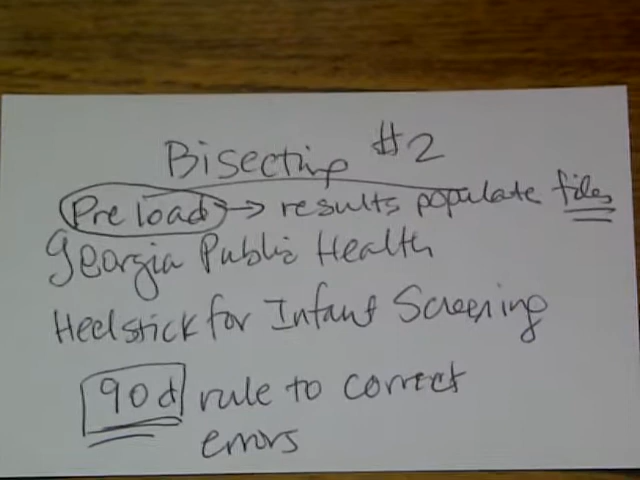 Bisecting #2
Preload → results populate files
Georgia Public Health
Heelstick for Infant Screening
90d rule to correct
errors